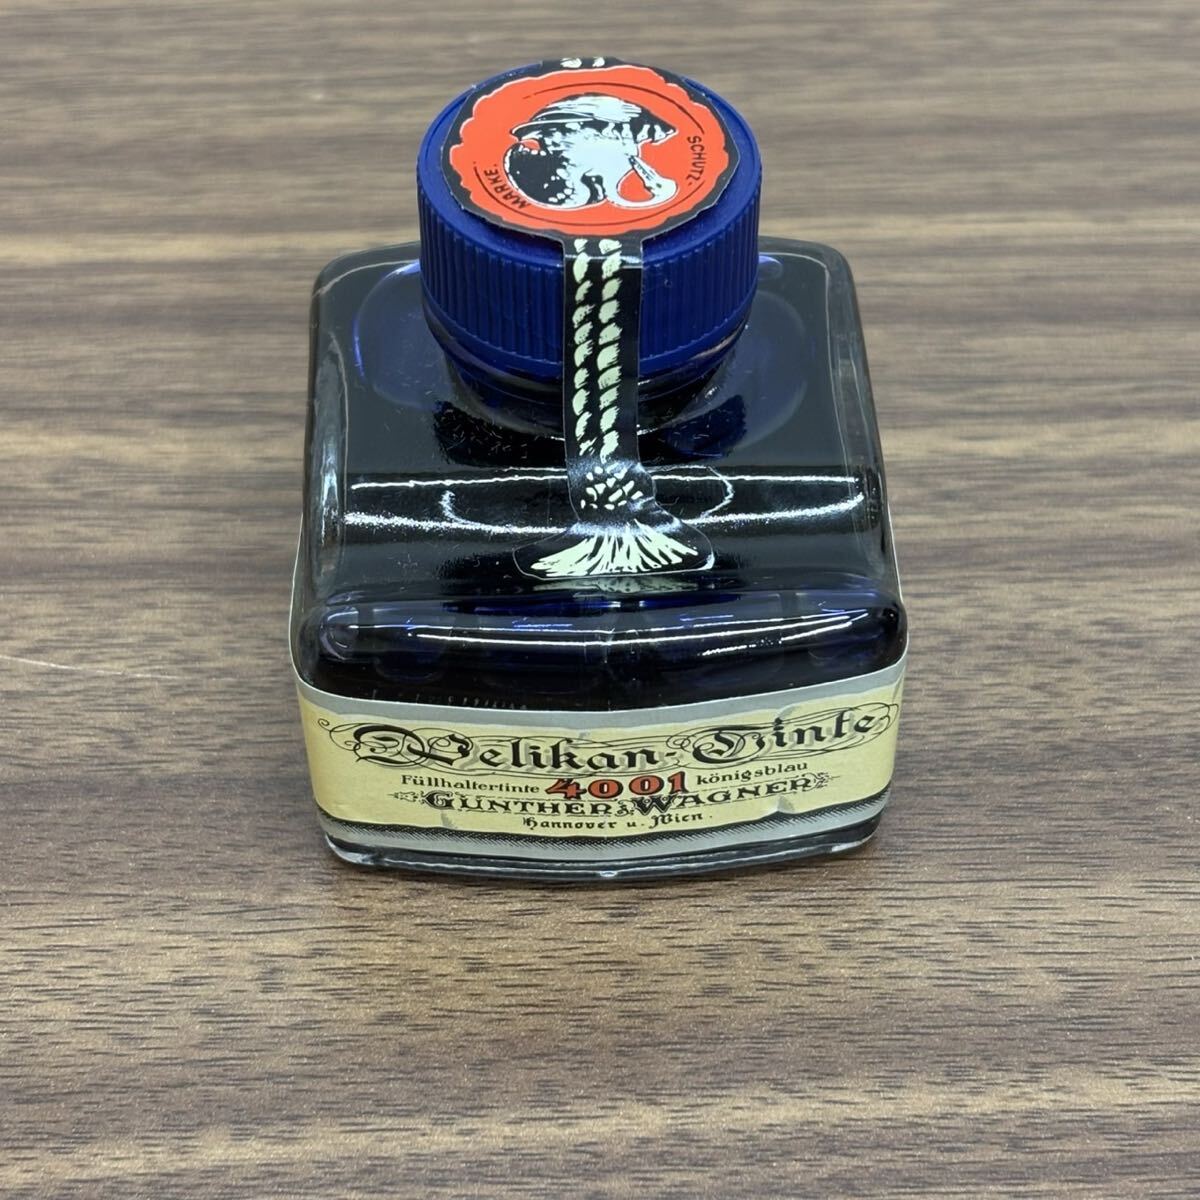 SCHUTZ-
MARKE.
Pelikan-Tinte
Füllhaltertinte 4001 königsblau
GÜNTHER WAGNER
Hannover u. Wien.